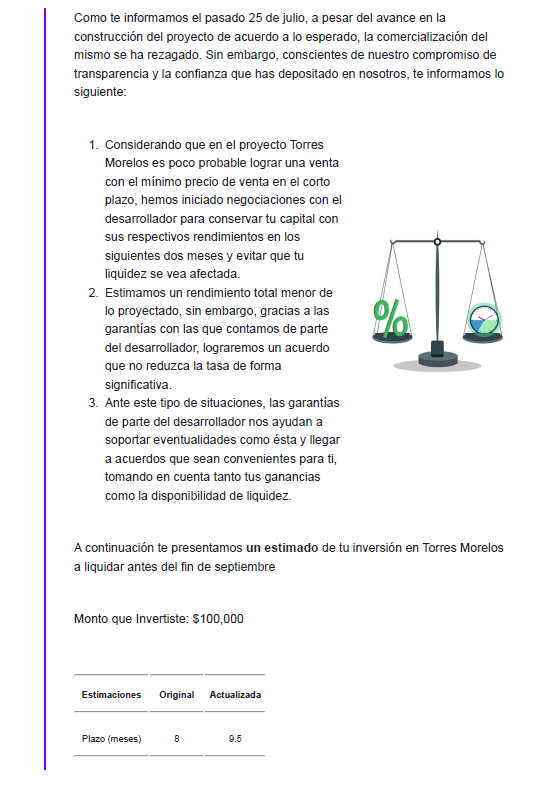 Como te informamos el pasado 25 de julio, a pesar del avance en la
construcción del proyecto de acuerdo a lo esperado, la comercialización del
mismo se ha rezagado. Sin embargo, conscientes de nuestro compromiso de
transparencia y la confianza que has depositado en nosotros, te informamos lo
siguiente:
1. Considerando que en el proyecto Torres
Morelos es poco probable lograr una venta
con el mínimo precio de venta en el corto
plazo, hemos iniciado negociaciones con el
desarrollador para conservar tu capital con
sus respectivos rendimientos en los
siguientes dos meses y evitar que tu
liquidez se vea afectada.
2. Estimamos un rendimiento total menor de
lo proyectado, sin embargo, gracias a las
garantías con las que contamos de parte
del desarrollador, lograremos un acuerdo
que no reduzca la tasa de forma
significativa.
3. Ante este tipo de situaciones, las garantías
de parte del desarrollador nos ayudan a
soportar eventualidades como ésta y llegar
a acuerdos que sean convenientes para ti,
tomando en cuenta tanto tus ganancias
como la disponibilidad de liquidez.
%
A continuación te presentamos un estimado de tu inversión en Torres Morelos
a liquidar antes del fin de septiembre
Monto que Invertiste: $100,000
Estimaciones Original Actualizada
Plazo (meses) 8 9.5